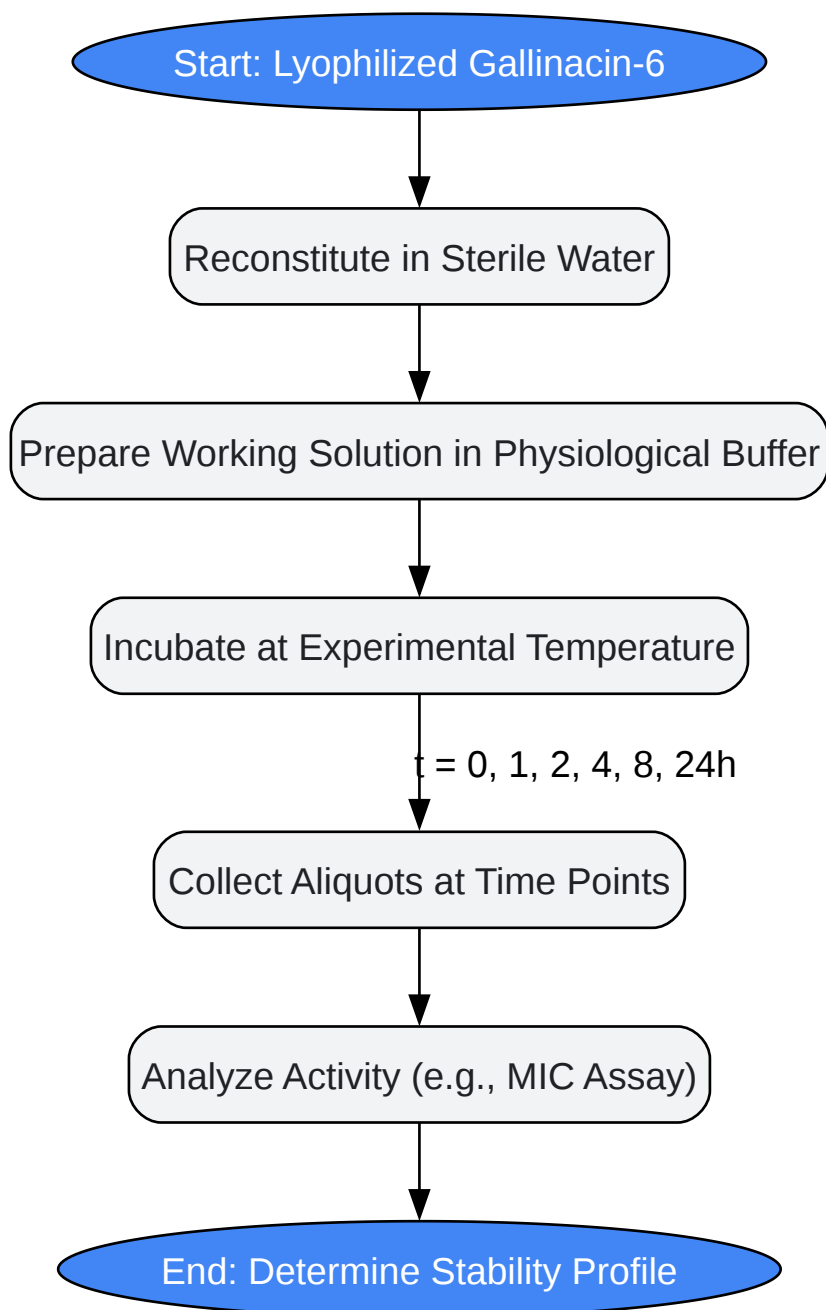 Start: Lyophilized Gallinacin-6
Reconstitute in Sterile Water
Prepare Working Solution in Physiological Buffer
Incubate at Experimental Temperature
t = 0, 1, 2, 4, 8, 24h
Collect Aliquots at Time Points
Analyze Activity (e.g., MIC Assay)
End: Determine Stability Profile